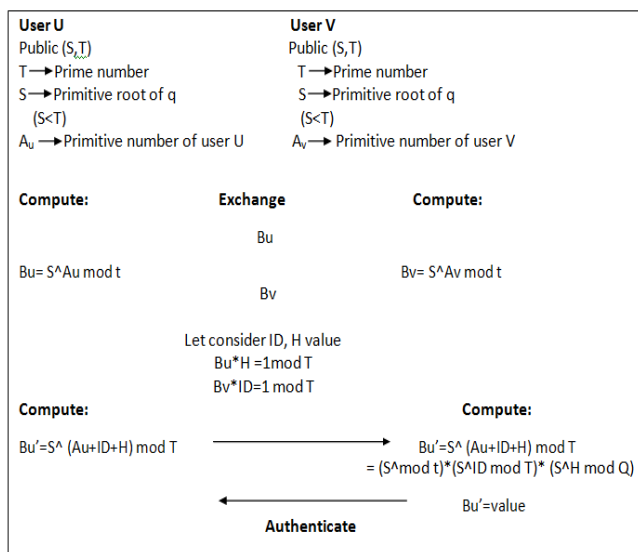 User U
Public (S,T)
T→Prime number
S→Primitive root of q
(S<T)
Au →Primitive number of user U
User V
Public (S,T)
T→Prime number
S→Primitive root of q
(S<T)
Av→ Primitive number of user V
Compute: Exchange Compute:
Bu
Bu= S^Au mod t Bv= S^Av mod t
Bv
Let consider ID, H value
Bu*H =1mod T
Bv*ID=1 mod T
Compute: Compute:
Bu’=S^ (Au+ID+H) mod T Bu’=S^ (Au+ID+H) mod T
= (S^mod t)*(S^ID mod T)* (S^H mod Q)
Bu’=value
Authenticate